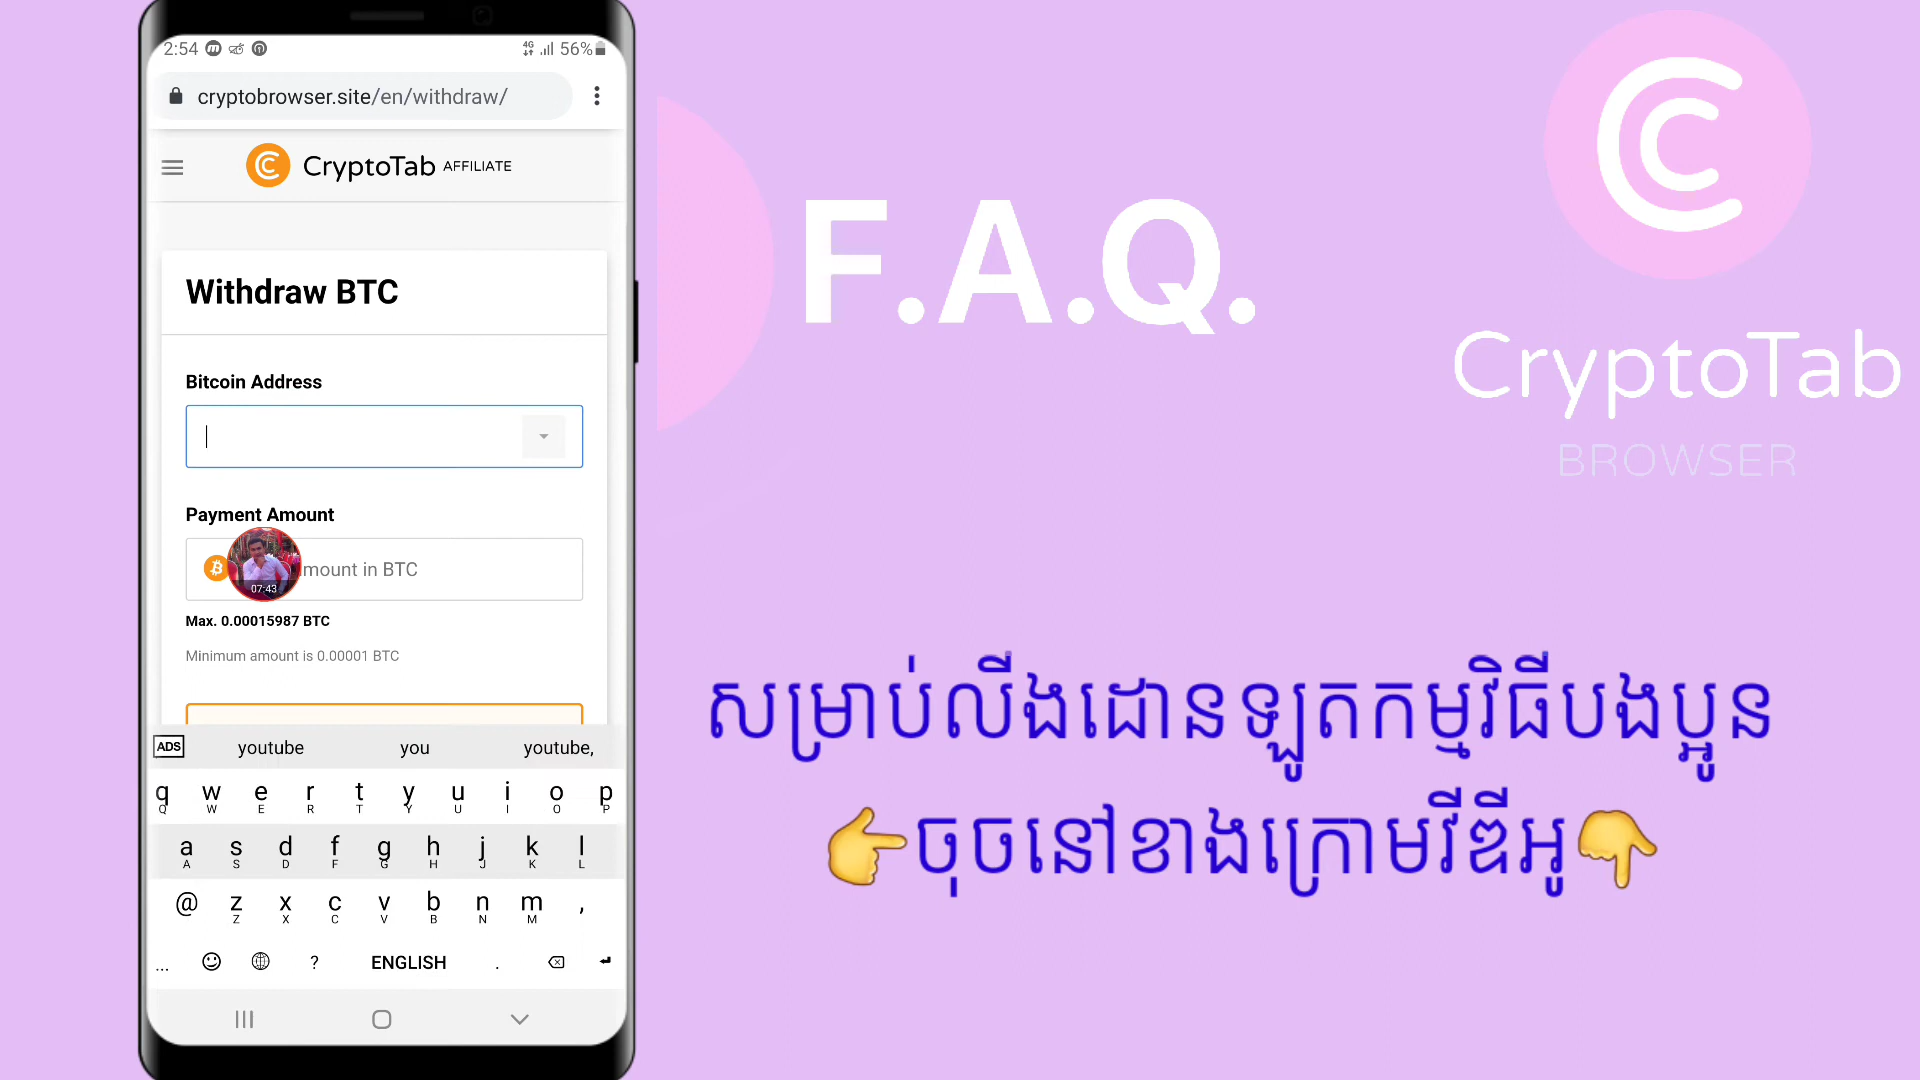 2:54
4G
56%
cryptobrowser.site/en/withdraw/
CryptoTab AFFILIATE
Withdraw BTC
Bitcoin Address
Payment Amount
mount in BTC
07:43
Max. 0.00015987 BTC
Minimum amount is 0.00001 BTC
ADS youtube you youtube,
q w e r t y u i o p
Q W E R T Y U I O P
a s d f g h j k l
A S D F G H J K L
@ z x c v b n m ,
Z X C V B N M
... ? ENGLISH .
F.A.Q.
CryptoTab
BROWSER
សម្រាប់លីងដោនឡូតកម្មវិធីបងប្អូន
👉ចុចនៅខាងក្រោមវីឌីអូ👇